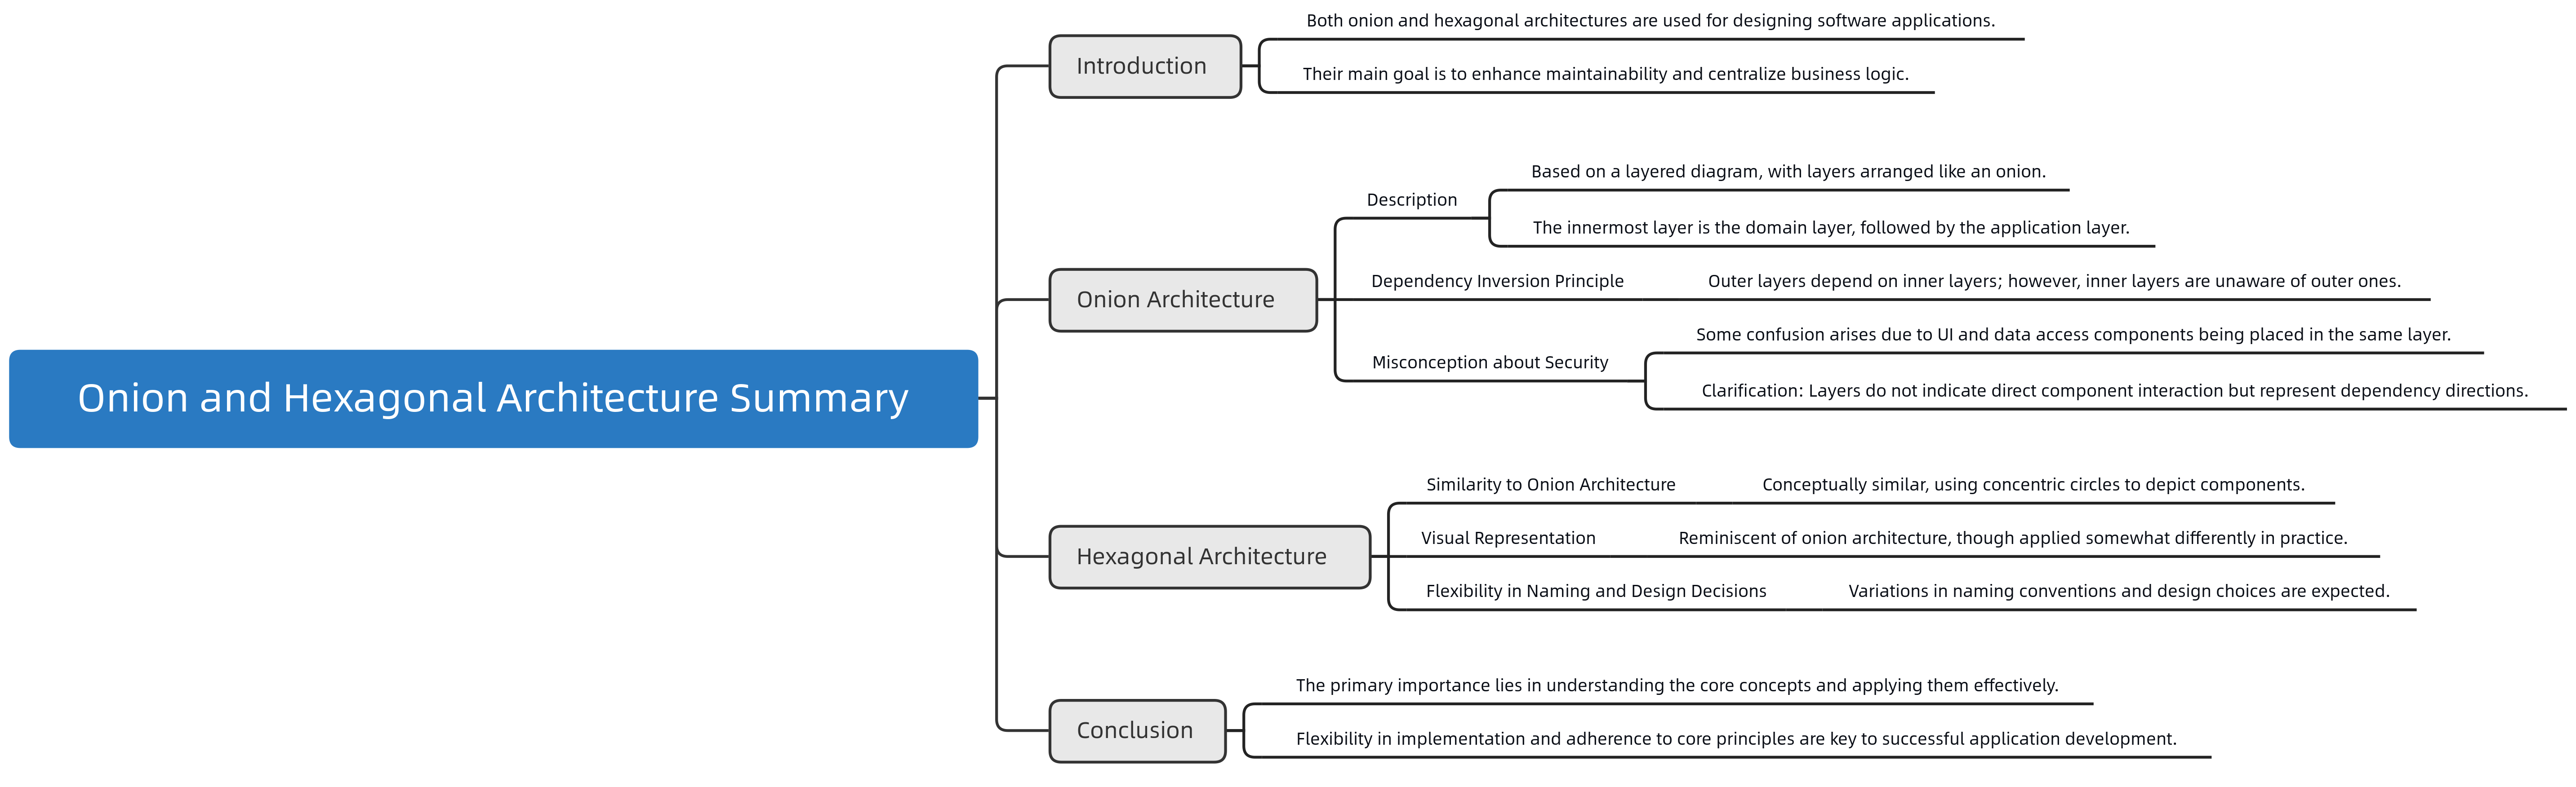 Onion and Hexagonal Architecture Summary
Introduction
Both onion and hexagonal architectures are used for designing software applications.
Their main goal is to enhance maintainability and centralize business logic.
Onion Architecture
Description
Based on a layered diagram, with layers arranged like an onion.
The innermost layer is the domain layer, followed by the application layer.
Dependency Inversion Principle
Outer layers depend on inner layers; however, inner layers are unaware of outer ones.
Misconception about Security
Some confusion arises due to UI and data access components being placed in the same layer.
Clarification: Layers do not indicate direct component interaction but represent dependency directions.
Hexagonal Architecture
Similarity to Onion Architecture
Conceptually similar, using concentric circles to depict components.
Visual Representation
Reminiscent of onion architecture, though applied somewhat differently in practice.
Flexibility in Naming and Design Decisions
Variations in naming conventions and design choices are expected.
Conclusion
The primary importance lies in understanding the core concepts and applying them effectively.
Flexibility in implementation and adherence to core principles are key to successful application development.